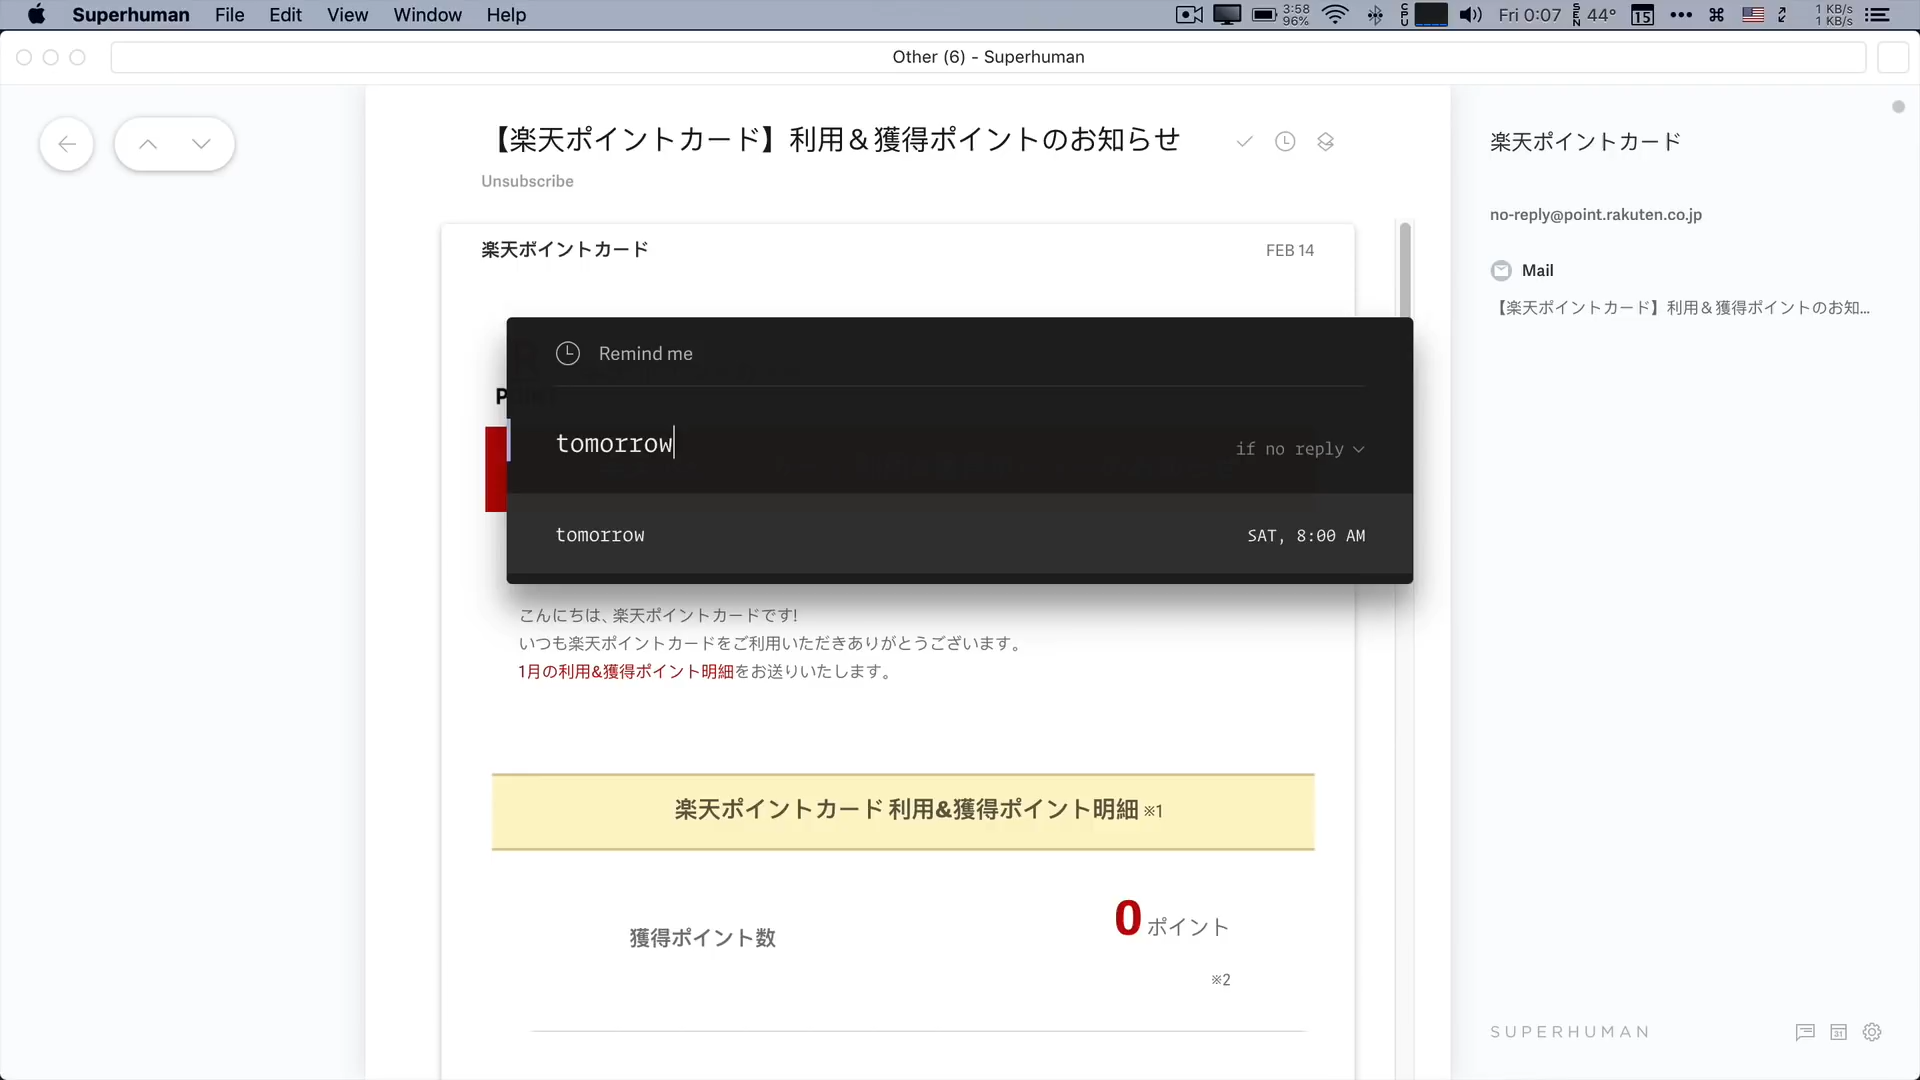 Superhuman File Edit View Window Help
3:58
96%
CPU
Fri 0:07
SEN
44°
15
1 KB/s
1 KB/s
Other (6) - Superhuman
【楽天ポイントカード】利用＆獲得ポイントのお知らせ
Unsubscribe
楽天ポイントカード
FEB 14
Remind me
P
tomorrow
if no reply
tomorrow
SAT, 8:00 AM
こんにちは、楽天ポイントカードです!
いつも楽天ポイントカードをご利用いただきありがとうございます。
1月の利用&獲得ポイント明細をお送りいたします。
楽天ポイントカード 利用&獲得ポイント明細 ※1
獲得ポイント数
0 ポイント
※2
楽天ポイントカード
no-reply@point.rakuten.co.jp
Mail
【楽天ポイントカード】利用＆獲得ポイントのお知...
SUPERHUMAN
31